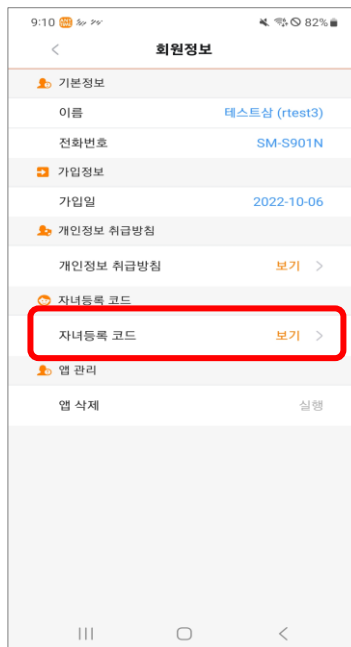 9:10 82%
회원정보
기본정보
이름 테스트삼 (rtest3)
전화번호 SM-S901N
가입정보
가입일 2022-10-06
개인정보 취급방침
개인정보 취급방침 보기
자녀등록 코드
자녀등록 코드 보기
앱 관리
앱 삭제 실행